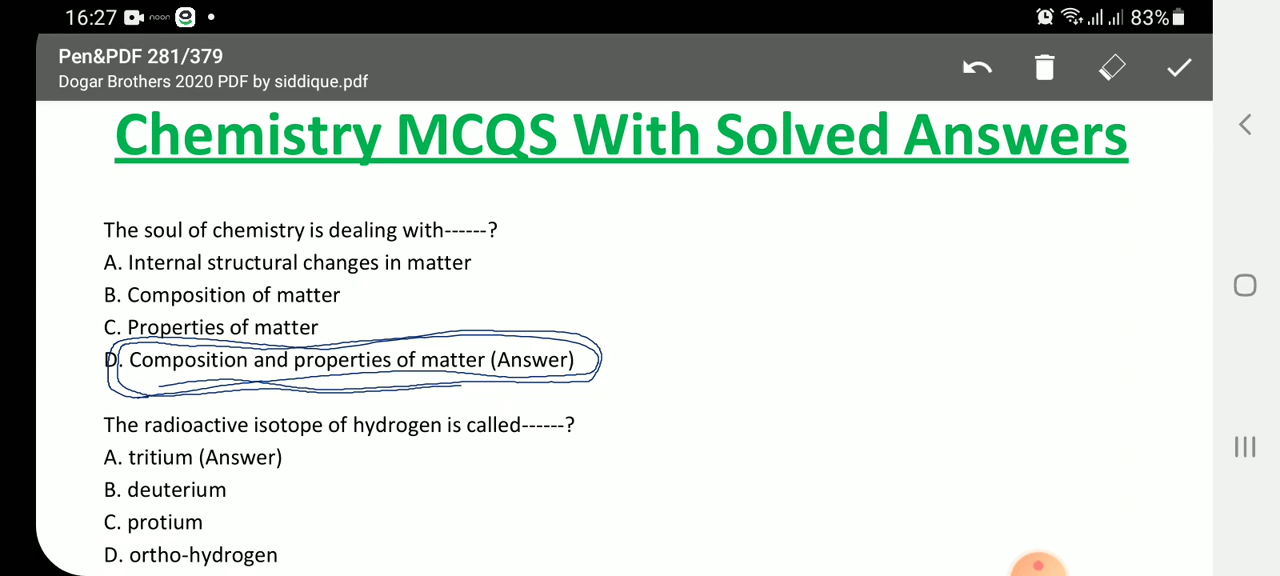 16:27 noon 83%
Pen&PDF 281/379
Dogar Brothers 2020 PDF by siddique.pdf
Chemistry MCQS With Solved Answers
The soul of chemistry is dealing with------?
A. Internal structural changes in matter
B. Composition of matter
C. Properties of matter
D. Composition and properties of matter (Answer)
The radioactive isotope of hydrogen is called------?
A. tritium (Answer)
B. deuterium
C. protium
D. ortho-hydrogen